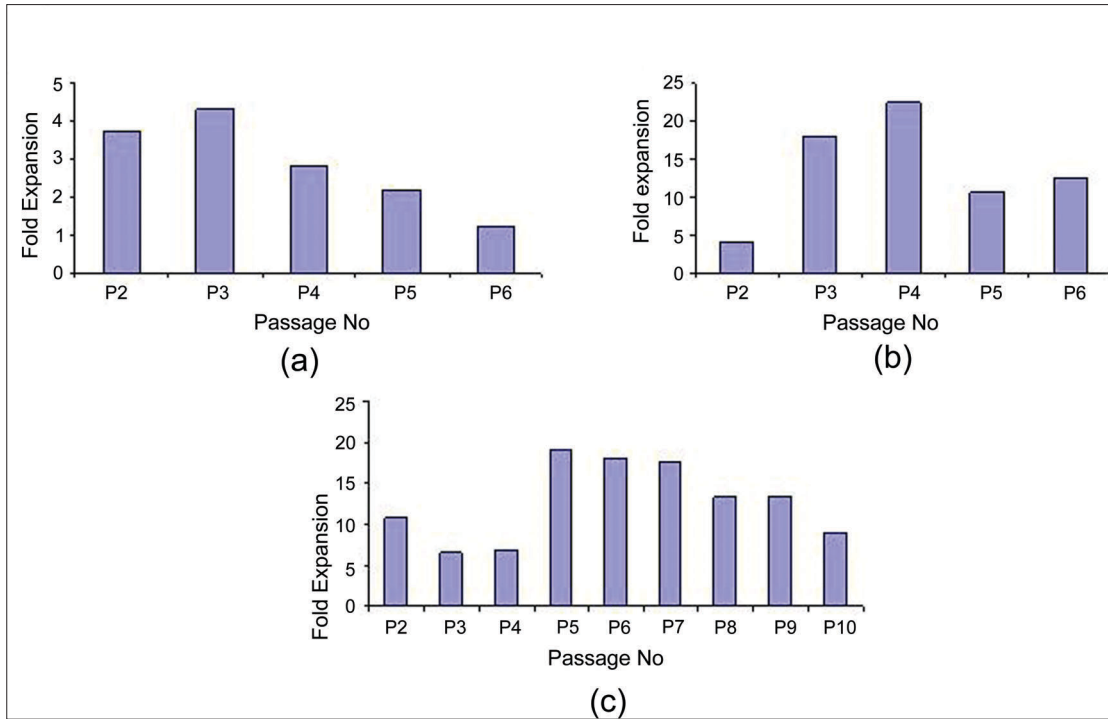 5
4
3
2
1
0
Fold Expansion
P2 P3 P4 P5 P6
Passage No
(a)
25
20
15
10
5
0
Fold expansion
P2 P3 P4 P5 P6
Passage No
(b)
25
20
15
10
5
0
Fold Expansion
P2 P3 P4 P5 P6 P7 P8 P9 P10
Passage No
(c)